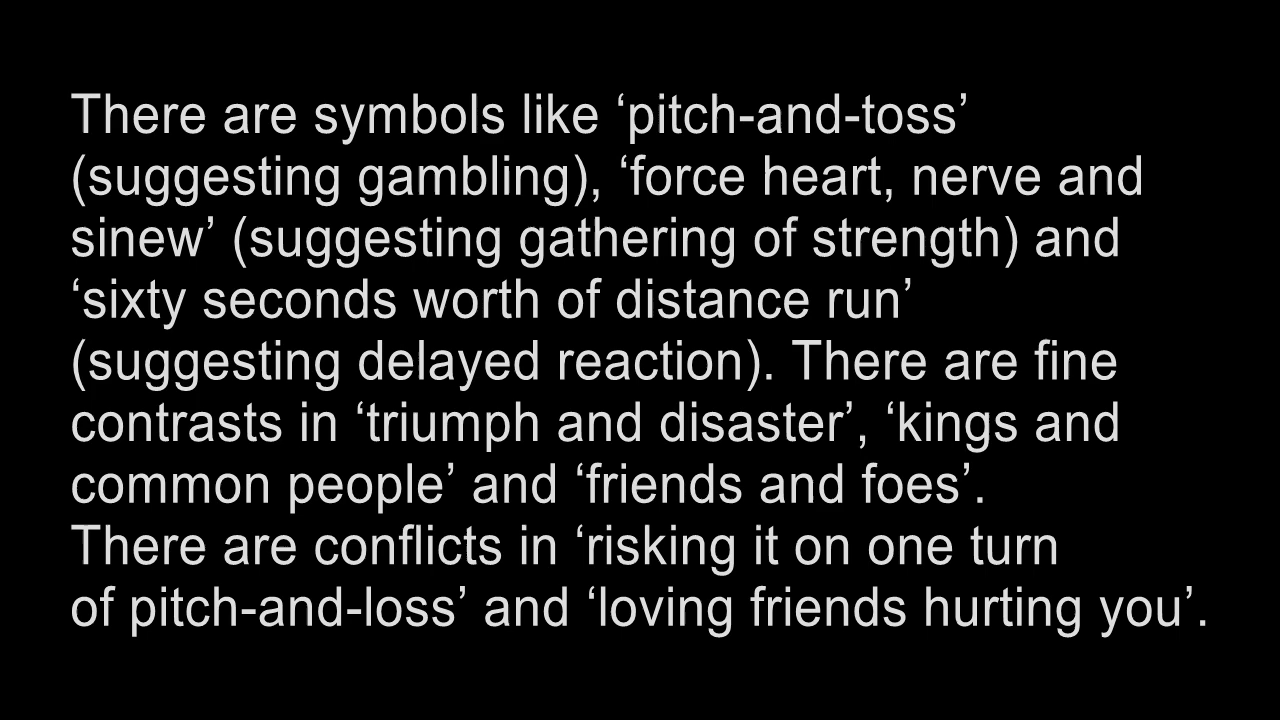 There are symbols like ‘pitch-and-toss’
(suggesting gambling), ‘force heart, nerve and
sinew’ (suggesting gathering of strength) and
‘sixty seconds worth of distance run’
(suggesting delayed reaction). There are fine
contrasts in ‘triumph and disaster’, ‘kings and
common people’ and ‘friends and foes’.
There are conflicts in ‘risking it on one turn
of pitch-and-loss’ and ‘loving friends hurting you’.